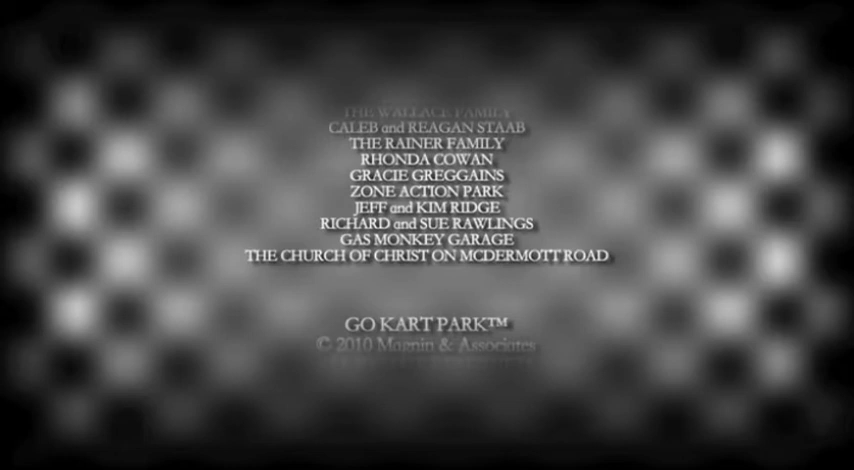 THE WALLACE FAMILY
CALEB and REAGAN STAAB
THE RAINER FAMILY
RHONDA COWAN
GRACIE GREGGAINS
ZONE ACTION PARK
JEFF and KIM RIDGE
RICHARD and SUE RAWLINGS
GAS MONKEY GARAGE
THE CHURCH OF CHRIST ON MCDERMOTT ROAD
GO KART PARK™
© 2010 Magnin & Associates